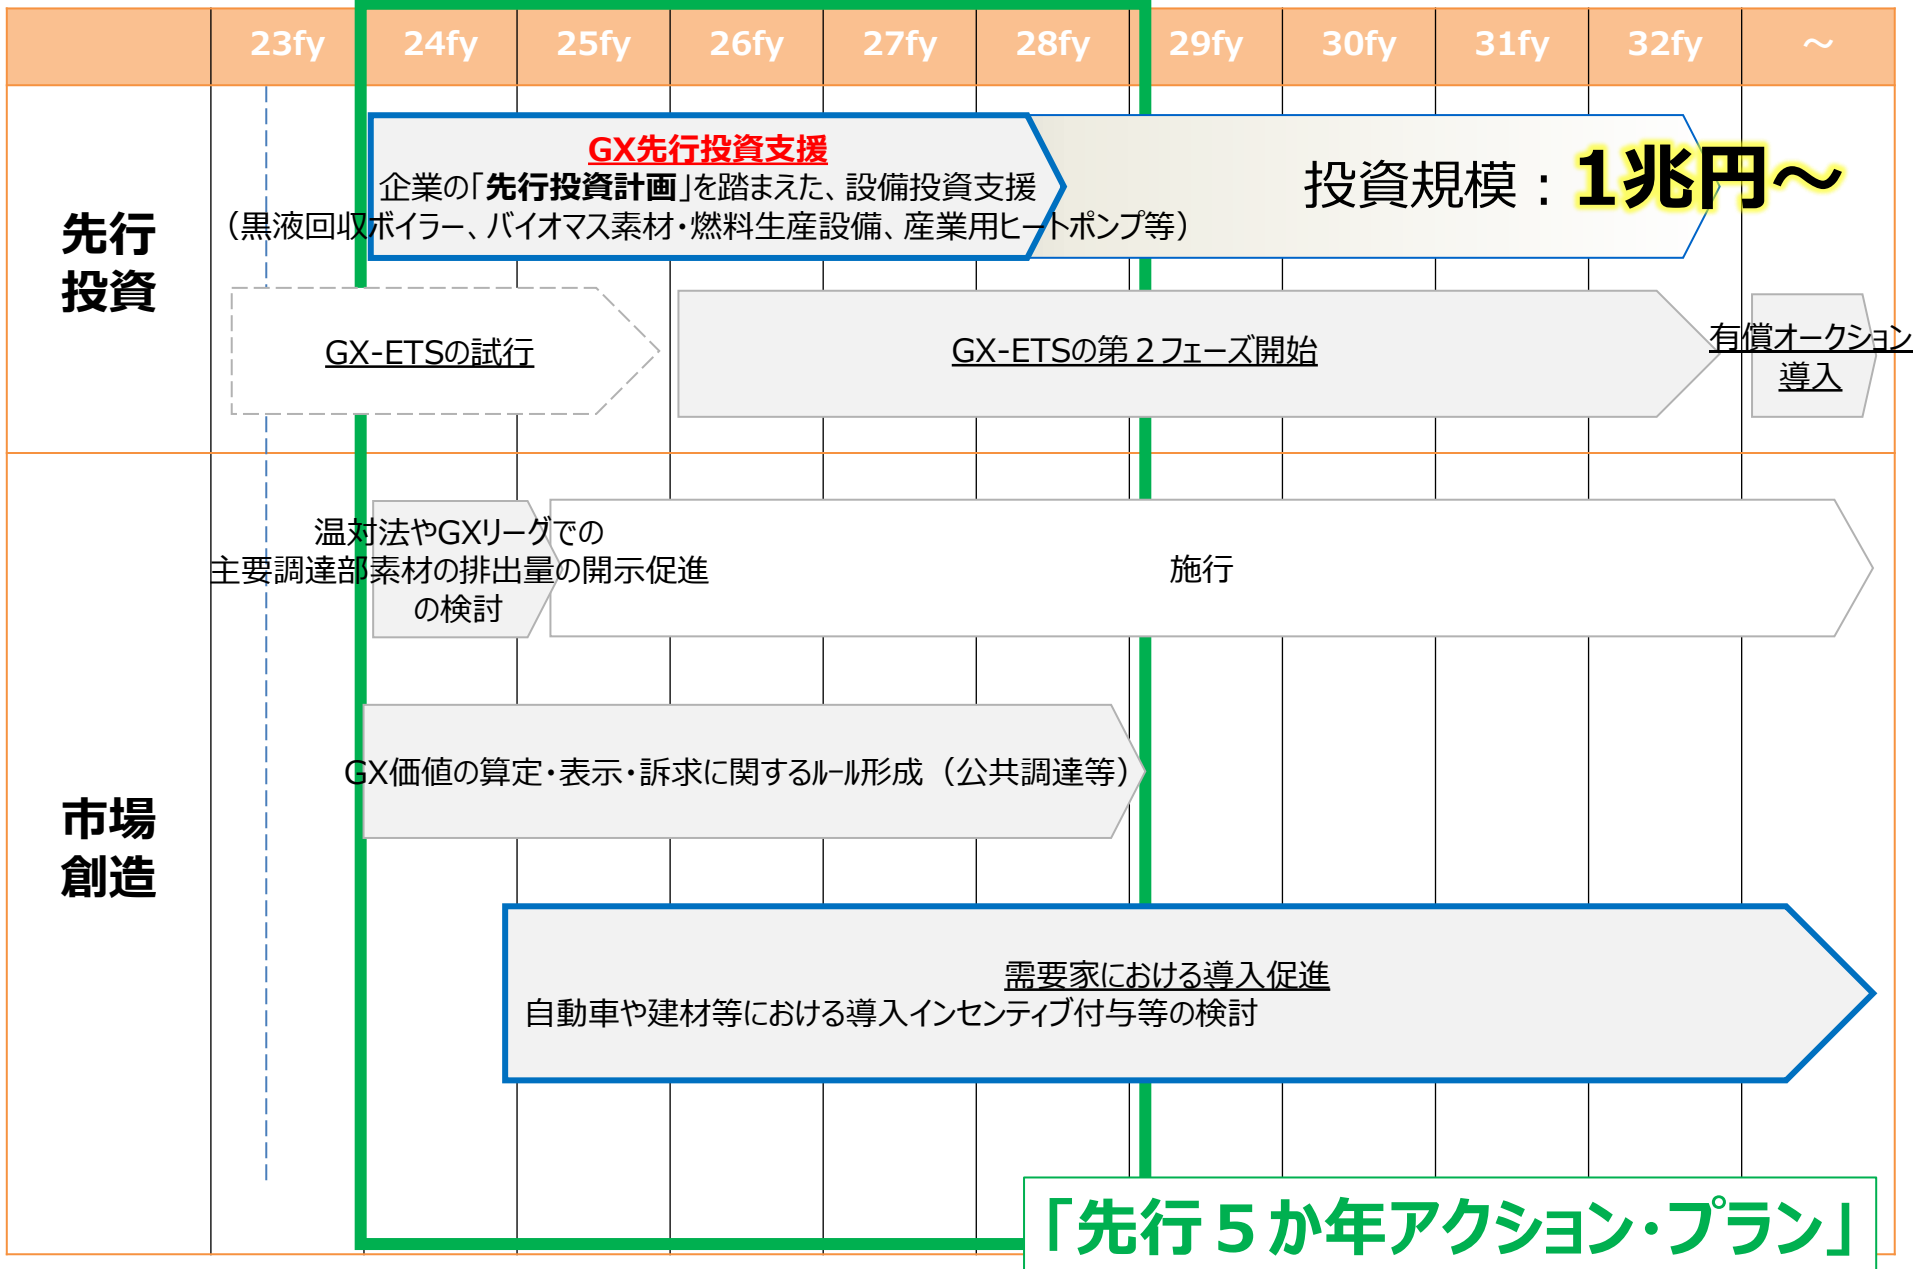 23fy 24fy 25fy 26fy 27fy 28fy 29fy 30fy 31fy 32fy ～
先行
投資
GX先行投資支援
企業の「先行投資計画」を踏まえた、設備投資支援
（黒液回収ボイラー、バイオマス素材・燃料生産設備、産業用ヒートポンプ等）
投資規模：1兆円～
GX-ETSの試行
GX-ETSの第２フェーズ開始
有償オークション
導入
市場
創造
温対法やGXリーグでの
主要調達部素材の排出量の開示促進
の検討
施行
GX価値の算定・表示・訴求に関するルール形成（公共調達等）
需要家における導入促進
自動車や建材等における導入インセンティブ付与等の検討
「先行５か年アクション・プラン」